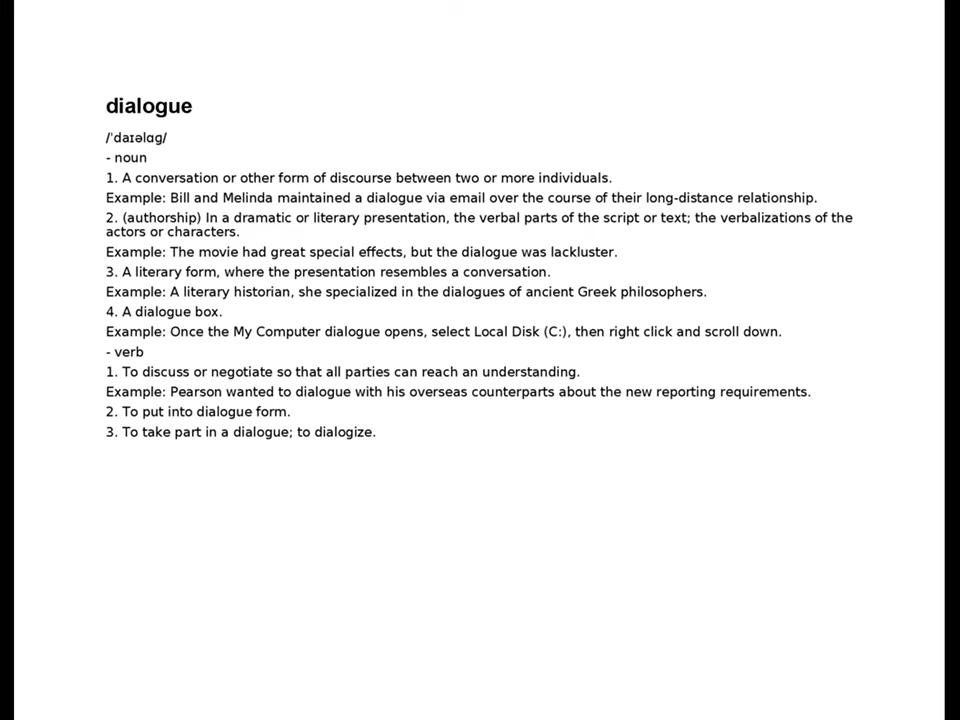 dialogue
/ˈdaɪəlɑɡ/
- noun
1. A conversation or other form of discourse between two or more individuals.
Example: Bill and Melinda maintained a dialogue via email over the course of their long-distance relationship.
2. (authorship) In a dramatic or literary presentation, the verbal parts of the script or text; the verbalizations of the
actors or characters.
Example: The movie had great special effects, but the dialogue was lackluster.
3. A literary form, where the presentation resembles a conversation.
Example: A literary historian, she specialized in the dialogues of ancient Greek philosophers.
4. A dialogue box.
Example: Once the My Computer dialogue opens, select Local Disk (C:), then right click and scroll down.
- verb
1. To discuss or negotiate so that all parties can reach an understanding.
Example: Pearson wanted to dialogue with his overseas counterparts about the new reporting requirements.
2. To put into dialogue form.
3. To take part in a dialogue; to dialogize.